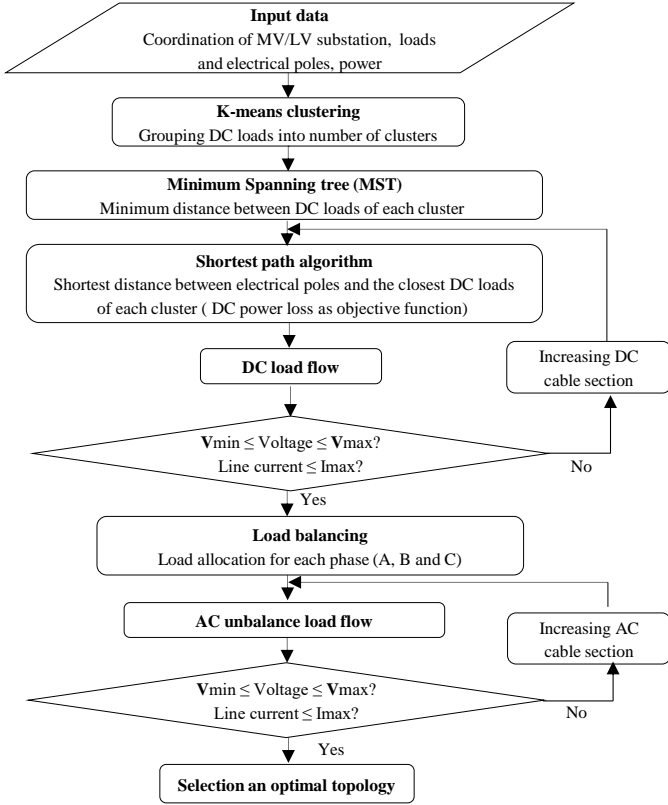 Input data
Coordination of MV/LV substation, loads
and electrical poles, power
K-means clustering
Grouping DC loads into number of clusters
Minimum Spanning tree (MST)
Minimum distance between DC loads of each cluster
Shortest path algorithm
Shortest distance between electrical poles and the closest DC loads
of each cluster ( DC power loss as objective function)
DC load flow
Increasing DC
cable section
Vmin ≤ Voltage ≤ Vmax?
Line current ≤ Imax?
No
Yes
Load balancing
Load allocation for each phase (A, B and C)
AC unbalance load flow
Increasing AC
cable section
Vmin ≤ Voltage ≤ Vmax?
Line current ≤ Imax?
No
Yes
Selection an optimal topology